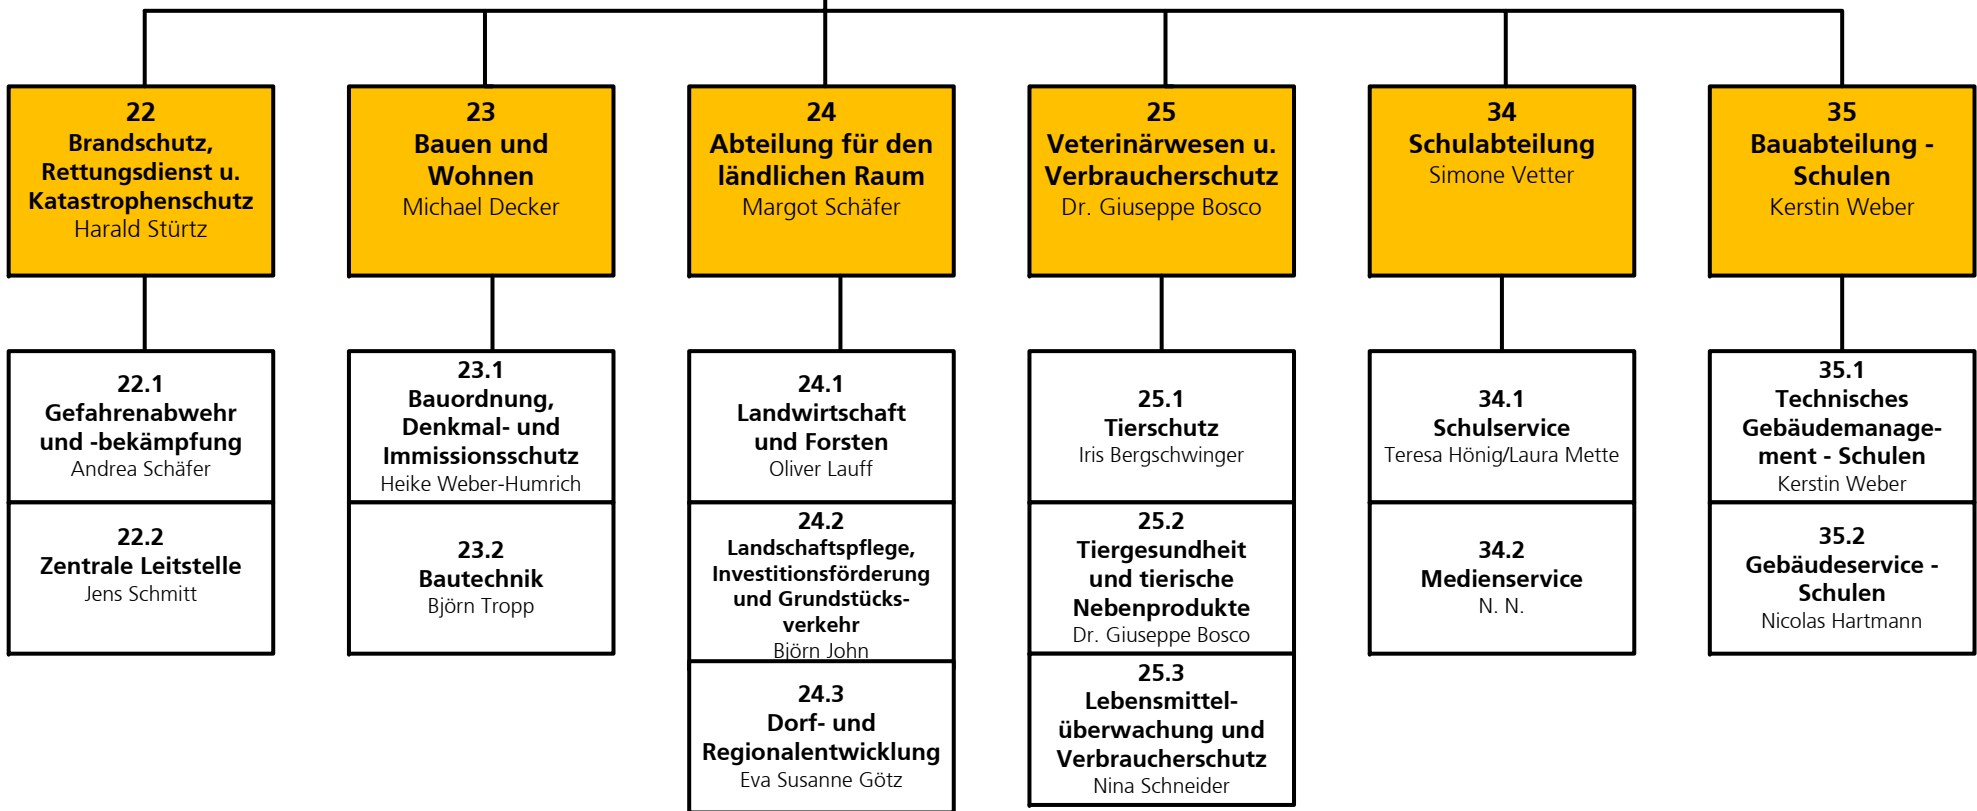 22
Brandschutz,
Rettungsdienst u.
Katastrophenschutz
Harald Stürtz
23
Bauen und
Wohnen
Michael Decker
24
Abteilung für den
ländlichen Raum
Margot Schäfer
25
Veterinärwesen u.
Verbraucherschutz
Dr. Giuseppe Bosco
34
Schulabteilung
Simone Vetter
35
Bauabteilung -
Schulen
Kerstin Weber
22.1
Gefahrenabwehr
und -bekämpfung
Andrea Schäfer
22.2
Zentrale Leitstelle
Jens Schmitt
23.1
Bauordnung,
Denkmal- und
Immissionsschutz
Heike Weber-Humrich
23.2
Bautechnik
Björn Tropp
24.1
Landwirtschaft
und Forsten
Oliver Lauff
24.2
Landschaftspflege,
Investitionsförderung
und Grundstücks-
verkehr
Björn John
24.3
Dorf- und
Regionalentwicklung
Eva Susanne Götz
25.1
Tierschutz
Iris Bergschwinger
25.2
Tiergesundheit
und tierische
Nebenprodukte
Dr. Giuseppe Bosco
25.3
Lebensmittel-
überwachung und
Verbraucherschutz
Nina Schneider
34.1
Schulservice
Teresa Hönig/Laura Mette
34.2
Medienservice
N. N.
35.1
Technisches
Gebäudemanage-
ment - Schulen
Kerstin Weber
35.2
Gebäudeservice -
Schulen
Nicolas Hartmann